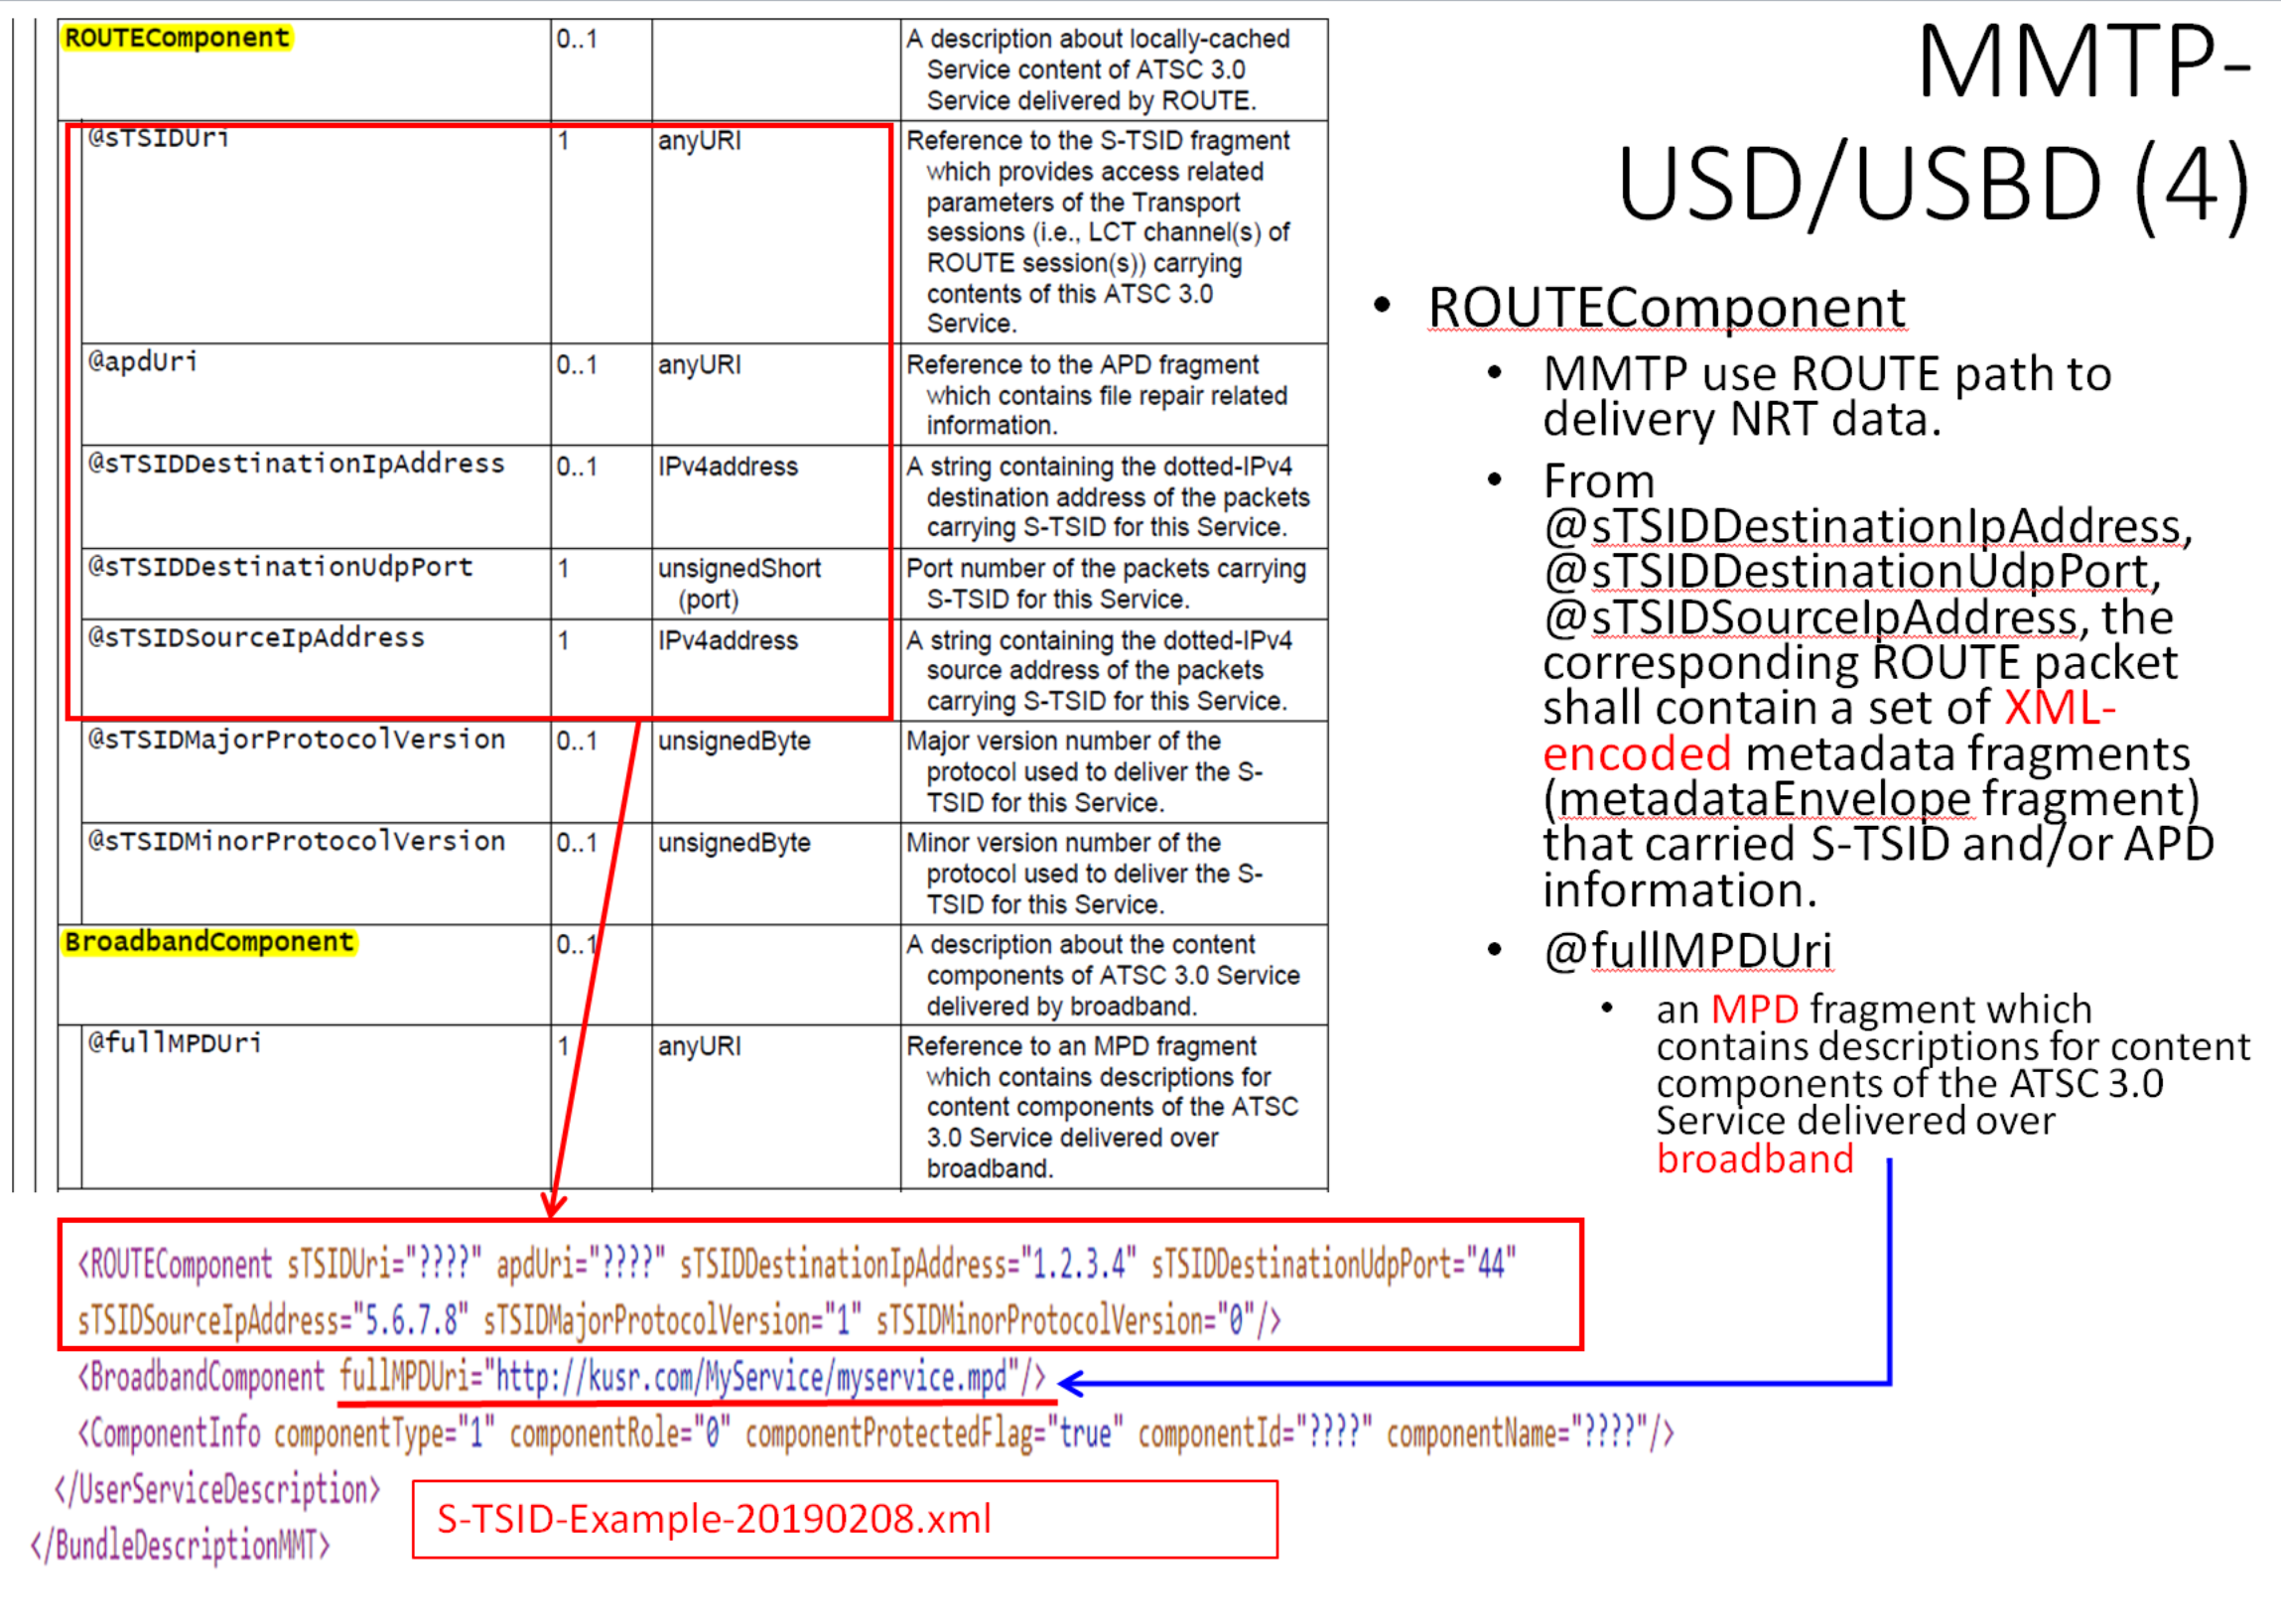 MMTP-
USD/USBD (4)
ROUTEComponent 0..1 A description about locally-cached
Service content of ATSC 3.0
Service delivered by ROUTE.
@sTSIDUri 1 anyURI Reference to the S-TSID fragment
which provides access related
parameters of the Transport
sessions (i.e., LCT channel(s) of
ROUTE session(s)) carrying
contents of this ATSC 3.0
Service.
@apdUri 0..1 anyURI Reference to the APD fragment
which contains file repair related
information.
@sTSIDDestinationIpAddress 0..1 IPv4address A string containing the dotted-IPv4
destination address of the packets
carrying S-TSID for this Service.
@sTSIDDestinationUdpPort 1 unsignedShort Port number of the packets carrying
(port) S-TSID for this Service.
@sTSIDSourceIpAddress 1 IPv4address A string containing the dotted-IPv4
source address of the packets
carrying S-TSID for this Service.
@sTSIDMajorProtocolVersion 0..1 unsignedByte Major version number of the
protocol used to deliver the S-
TSID for this Service.
@sTSIDMinorProtocolVersion 0..1 unsignedByte Minor version number of the
protocol used to deliver the S-
TSID for this Service.
BroadbandComponent 0..1 A description about the content
components of ATSC 3.0 Service
delivered by broadband.
@fullMPDUri 1 anyURI Reference to an MPD fragment
which contains descriptions for
content components of the ATSC
3.0 Service delivered over
broadband.
• ROUTEComponent
• MMTP use ROUTE path to
delivery NRT data.
• From
@sTSIDDestinationIpAddress,
@sTSIDDestinationUdpPort,
@sTSIDSourceIpAddress, the
corresponding ROUTE packet
shall contain a set of XML-
encoded metadata fragments
(metadataEnvelope fragment)
that carried S-TSID and/or APD
information.
• @fullMPDUri
• an MPD fragment which
contains descriptions for content
components of the ATSC 3.0
Service delivered over
broadband
<ROUTEComponent sTSIDUri="????" apdUri="????" sTSIDDestinationIpAddress="1.2.3.4" sTSIDDestinationUdpPort="44"
sTSIDSourceIpAddress="5.6.7.8" sTSIDMajorProtocolVersion="1" sTSIDMinorProtocolVersion="0"/>
<BroadbandComponent fullMPDUri="http://kusr.com/MyService/myservice.mpd"/>
<ComponentInfo componentType="1" componentRole="0" componentProtectedFlag="true" componentId="????" componentName="????"/>
</UserServiceDescription>
</BundleDescriptionMMT>
S-TSID-Example-20190208.xml